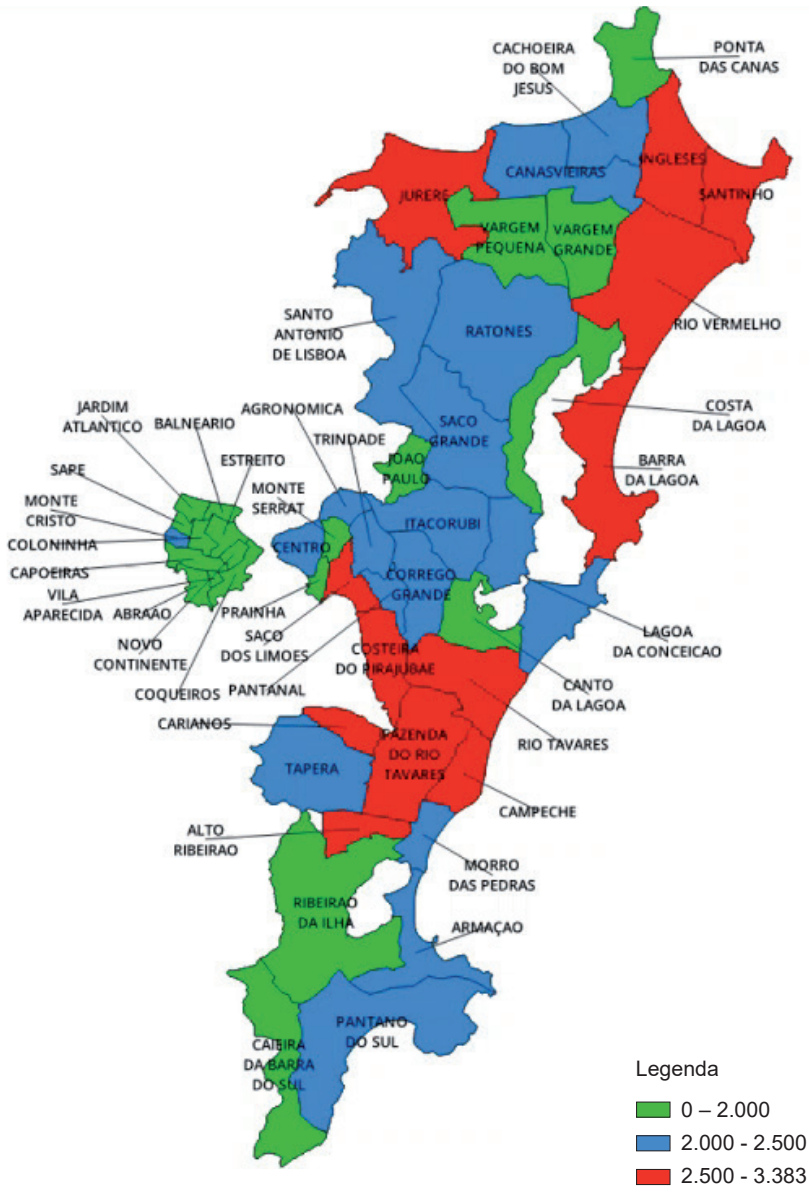 CACHOEIRA
DO BOM
JESUS
PONTA
DAS CANAS
CANASVIEIRAS
INGLESES
SANTINHO
JURERE
VARGEM
PEQUENA
VARGEM
GRANDE
SANTO
ANTONIO
DE LISBOA
RATONES
RIO VERMELHO
JARDIM
ATLANTICO
BALNEARIO
AGRONOMICA
TRINDADE
SACO
GRANDE
COSTA
DA LAGOA
SAPE
ESTREITO
JOAO
PAULO
BARRA
DA LAGOA
MONTE
CRISTO
MONTE
SERRAT
COLONINHA
ITACORUBI
CENTRO
CAPOEIRAS
CORREGO
GRANDE
VILA
APARECIDA
ABRAÃO
PRAINHA
SACO
DOS LIMOES
LAGOA
DA CONCEICAO
NOVO
CONTINENTE
COSTEIRA
DO PIRAJUBAE
COQUEIROS
PANTANAL
CANTO
DA LAGOA
CARIANOS
RIO TAVARES
FAZENDA
DO RIO
TAVARES
TAPERA
CAMPECHE
ALTO
RIBEIRAO
MORRO
DAS PEDRAS
RIBEIRAO
DA ILHA
ARMAÇAO
PANTANO
DO SUL
CAIEIRA
DA BARRA
DO SUL
Legenda
0 – 2.000
2.000 - 2.500
2.500 - 3.383